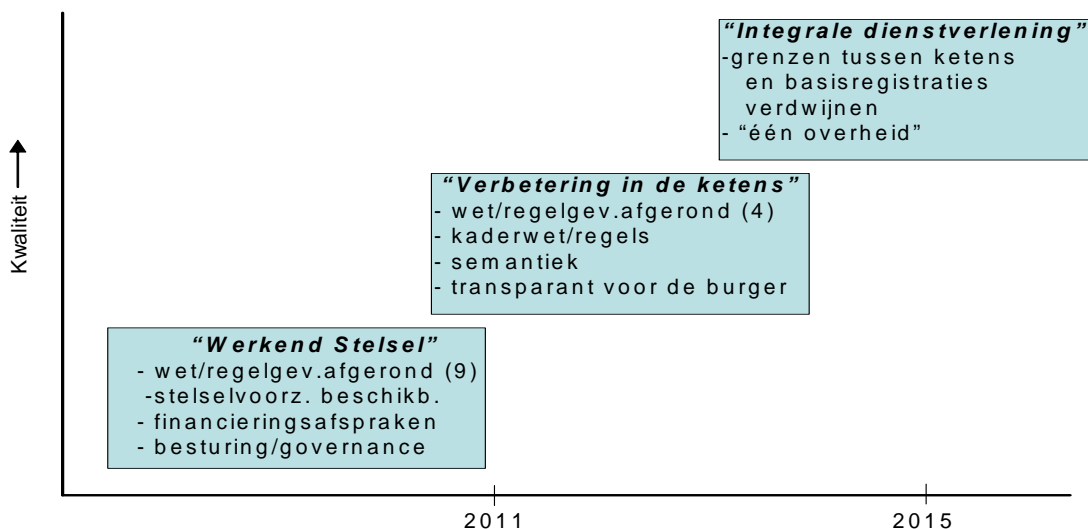 “Integrale dienstverlening”
-grenzen tussen ketens
en basisregistraties
verdwijnen
- “één overheid”
Kwaliteit
“Verbetering in de ketens”
- wet/regelgev.afgerond (4)
- kaderwet/regels
- semantiek
- transparant voor de burger
“Werkend Stelsel”
- wet/regelgev.afgerond (9)
-stelselvoorz. beschikb.
- financieringsafspraken
- besturing/governance
2011
2015